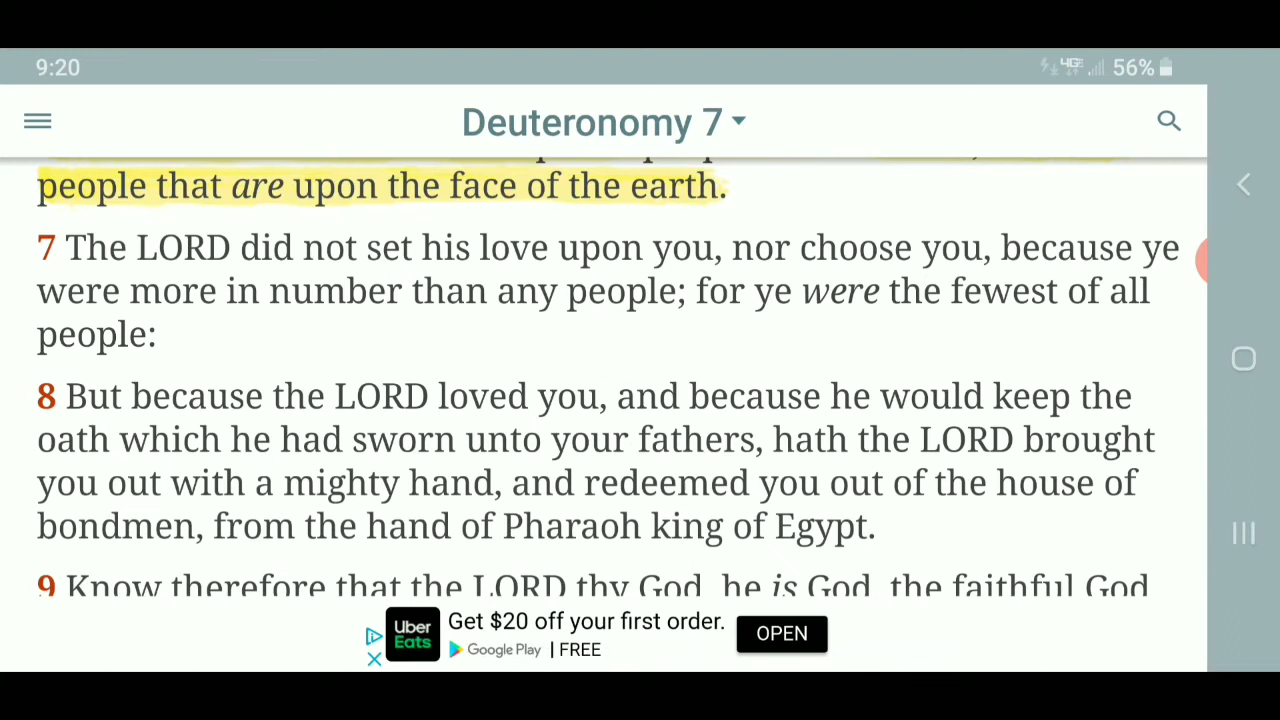 9:20
4G 56%
Deuteronomy 7
people that are upon the face of the earth.
7 The LORD did not set his love upon you, nor choose you, because ye
were more in number than any people; for ye were the fewest of all
people:
8 But because the LORD loved you, and because he would keep the
oath which he had sworn unto your fathers, hath the LORD brought
you out with a mighty hand, and redeemed you out of the house of
bondmen, from the hand of Pharaoh king of Egypt.
9 Know therefore that the LORD thy God, he is God, the faithful God
Uber
Eats
Get $20 off your first order.
Google Play | FREE
OPEN